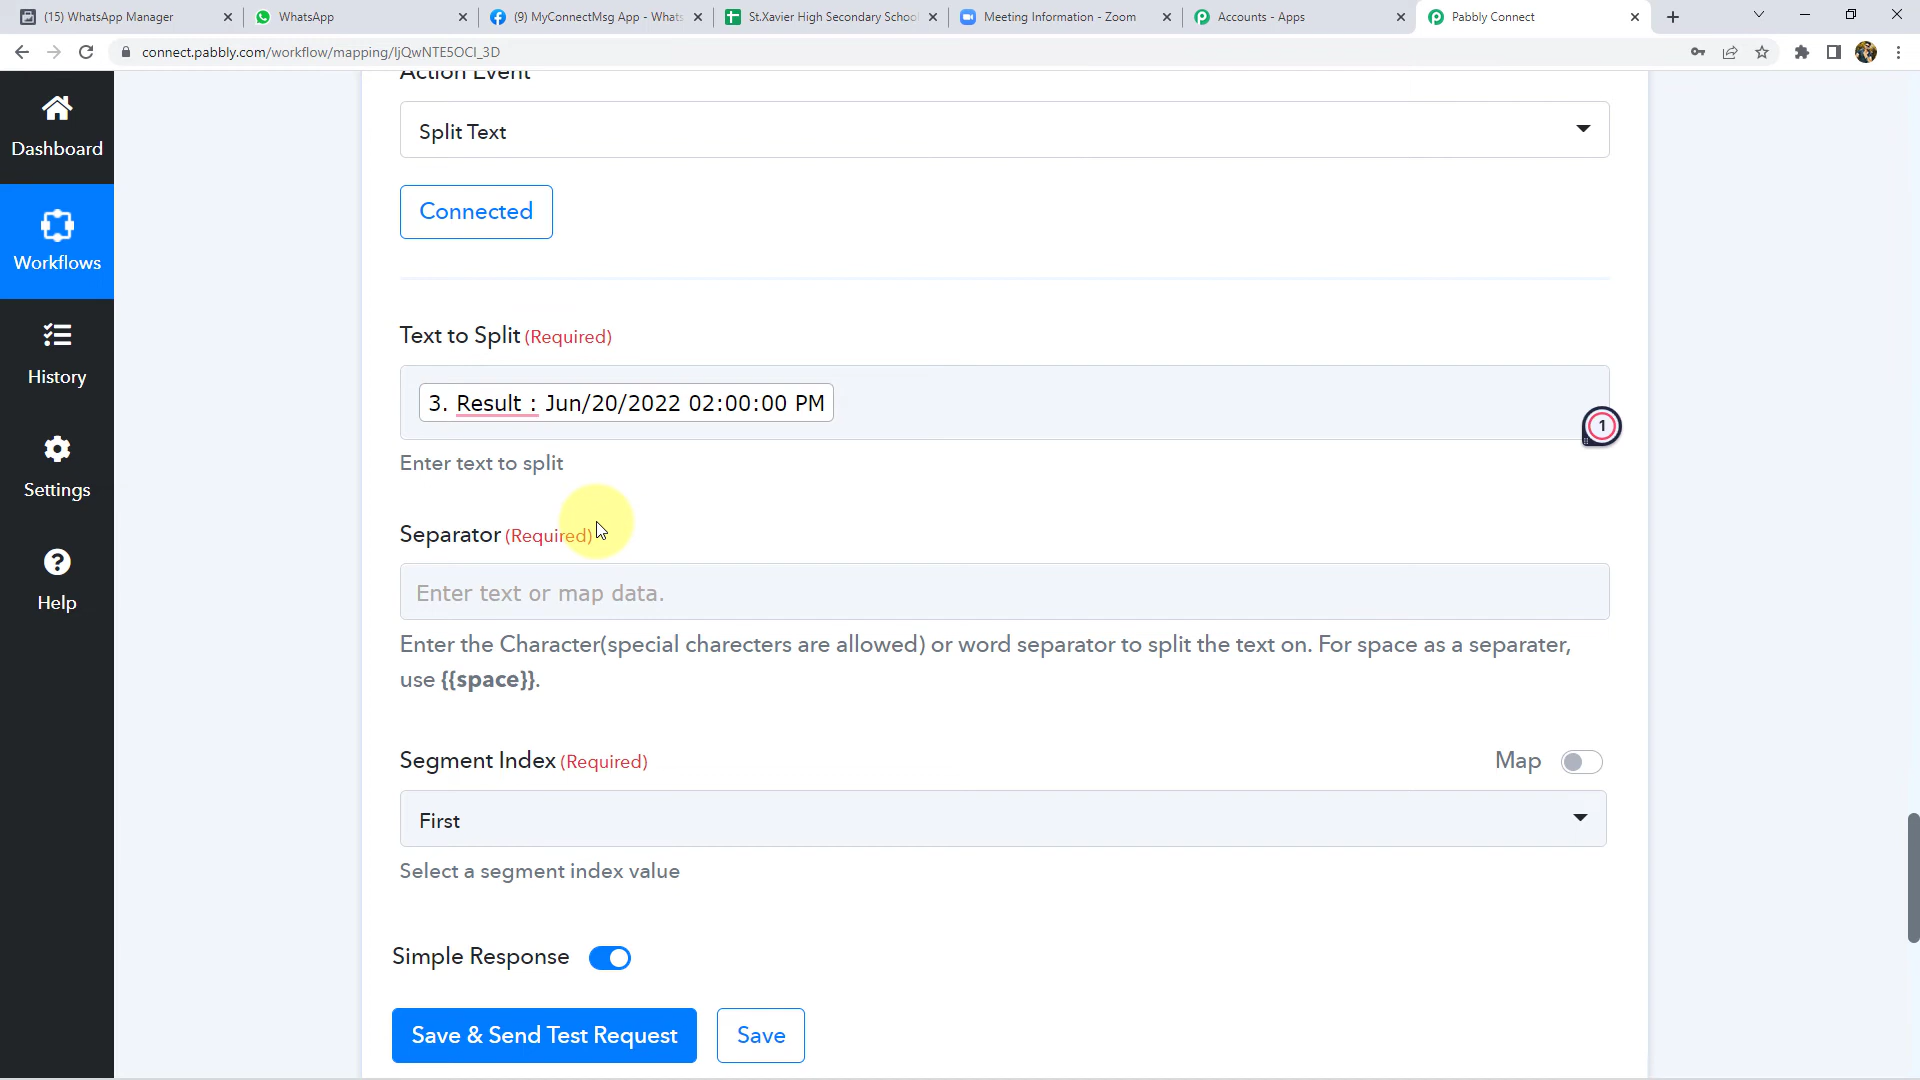 (15) WhatsApp Manager
WhatsApp
(9) MyConnectMsg App - Whats
St.Xavier High Secondary School
Meeting Information - Zoom
Accounts - Apps
Pabbly Connect
connect.pabbly.com/workflow/mapping/IjQwNTE5OCI_3D
Dashboard
Workflows
History
Settings
Help
Action Event
Split Text
Connected
Text to Split (Required)
3. Result : Jun/20/2022 02:00:00 PM
1
Enter text to split
Separator (Required)
Enter text or map data.
Enter the Character(special charecters are allowed) or word separator to split the text on. For space as a separater,
use {{space}}.
Segment Index (Required)
Map
First
Select a segment index value
Simple Response
Save & Send Test Request
Save